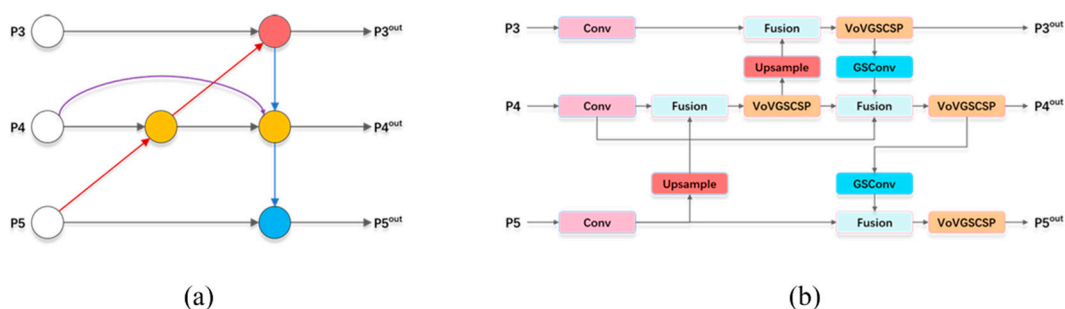 P3 P3out Conv Fusion VoVGSCSP P3out
P3
Upsample GSConv
P4 P4out P4 Conv Fusion VoVGSCSP Fusion VoVGSCSP P4out
Upsample GSConv
P5 P5out P5 Conv Fusion VoVGSCSP P5out
(a) (b)